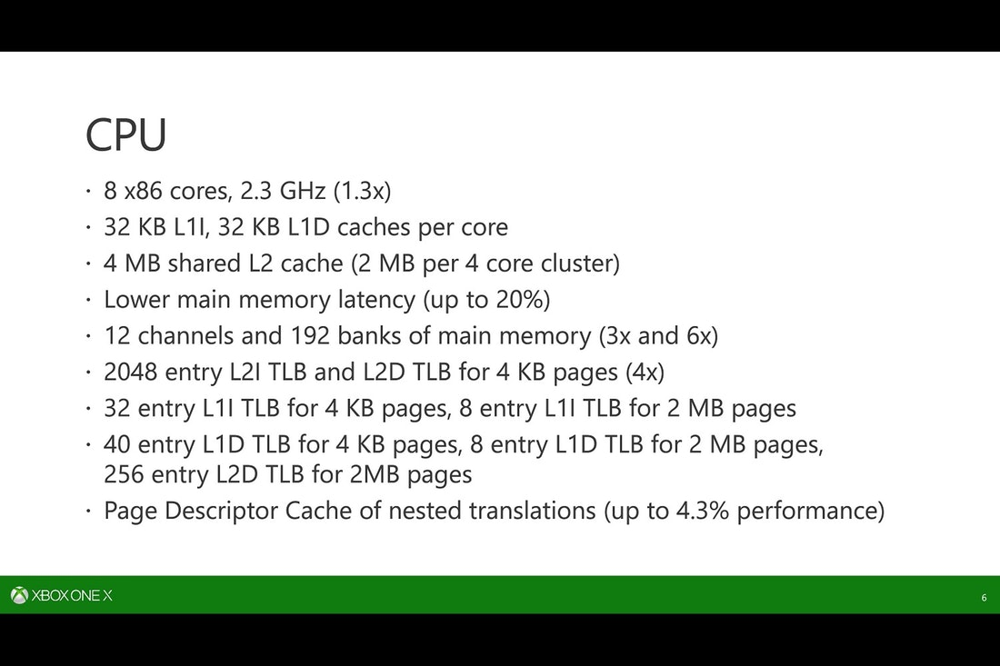 CPU
· 8 x86 cores, 2.3 GHz (1.3x)
· 32 KB L1I, 32 KB L1D caches per core
· 4 MB shared L2 cache (2 MB per 4 core cluster)
· Lower main memory latency (up to 20%)
· 12 channels and 192 banks of main memory (3x and 6x)
· 2048 entry L2I TLB and L2D TLB for 4 KB pages (4x)
· 32 entry L1I TLB for 4 KB pages, 8 entry L1I TLB for 2 MB pages
· 40 entry L1D TLB for 4 KB pages, 8 entry L1D TLB for 2 MB pages,
256 entry L2D TLB for 2MB pages
· Page Descriptor Cache of nested translations (up to 4.3% performance)
XBOX ONE X
6